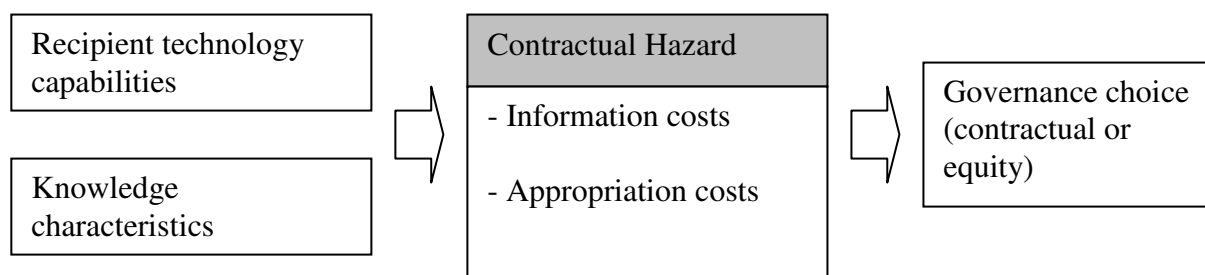 Recipient technology
capabilities
Knowledge
characteristics
Contractual Hazard
- Information costs
- Appropriation costs
Governance choice
(contractual or
equity)